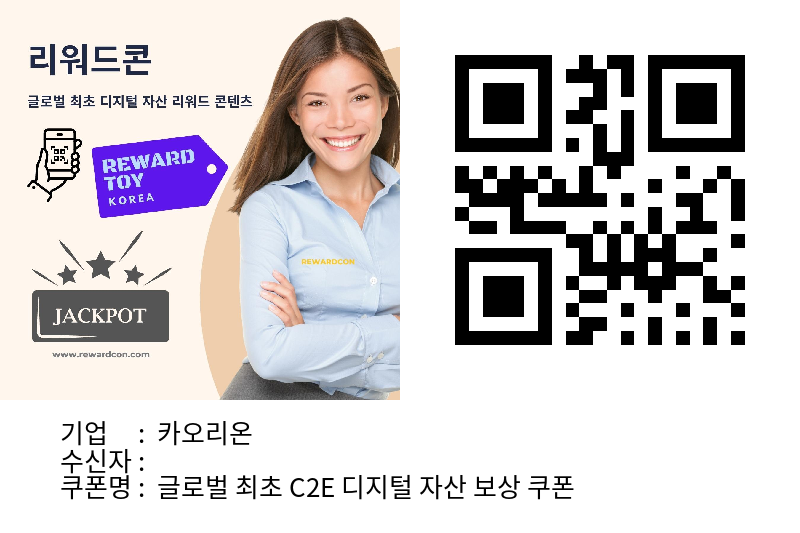 리워드콘
글로벌 최초 디지털 자산 리워드 콘텐츠
REWARD
TOY
KOREA
REWARDCON
JACKPOT
www.rewardcon.com
기업 : 카오리온
수신자 :
쿠폰명 : 글로벌 최초 C2E 디지털 자산 보상 쿠폰